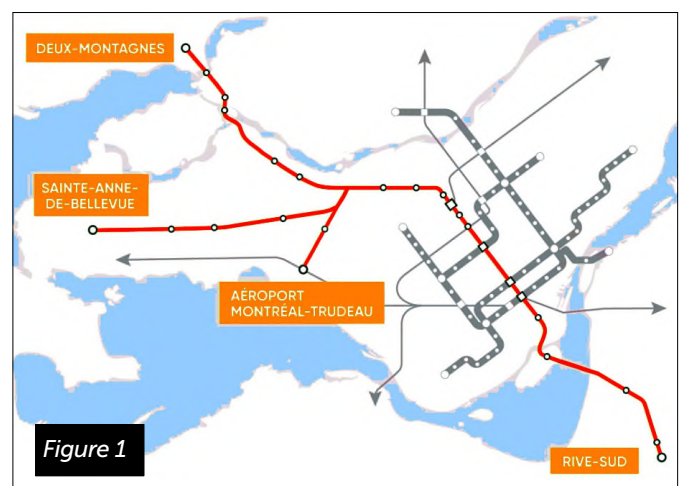 DEUX-MONTAGNES
SAINTE-ANNE-
DE-BELLEVUE
AÉROPORT
MONTRÉAL-TRUDEAU
RIVE-SUD
Figure 1